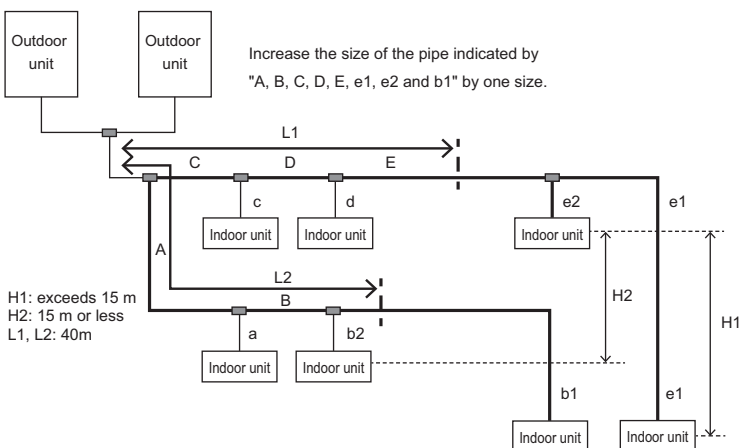 Outdoor
unit
Outdoor
unit
Increase the size of the pipe indicated by
"A, B, C, D, E, e1, e2 and b1" by one size.
L1
C
D
E
c
d
e2
e1
Indoor unit
Indoor unit
Indoor unit
A
L2
H2
H1
H1: exceeds 15 m
H2: 15 m or less
L1, L2: 40m
B
a
b2
Indoor unit
Indoor unit
b1
e1
Indoor unit
Indoor unit